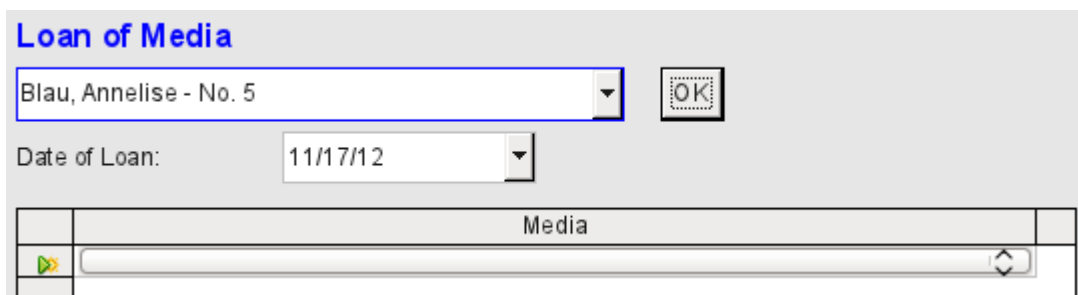 Loan of Media
Blau, Annelise - No. 5 OK
Date of Loan: 11/17/12
Media